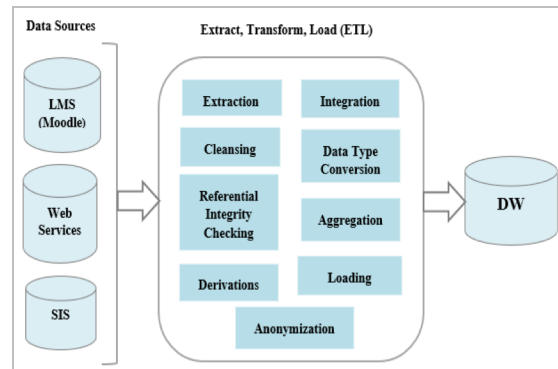 Data Sources
Extract, Transform, Load (ETL)
LMS
(Moodle)
Web
Services
SIS
Extraction
Integration
Cleansing
Data Type
Conversion
Referential
Integrity
Checking
Aggregation
Derivations
Loading
Anonymization
DW